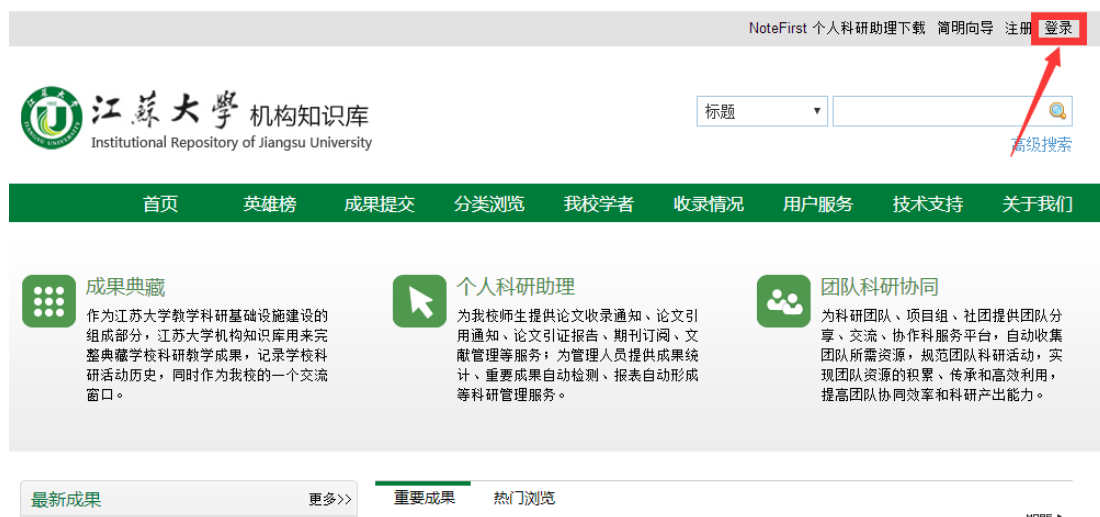 NoteFirst 个人科研助理下载 简明向导 注册 登录
江蘇大學 机构知识库
Institutional Repository of Jiangsu University
标题
高级搜索
首页 英雄榜 成果提交 分类浏览 我校学者 收录情况 用户服务 技术支持 关于我们
成果典藏
作为江苏大学教学科研基础设施建设的
组成部分，江苏大学机构知识库用来完
整典藏学校科研教学成果，记录学校科
研活动历史，同时作为我校的一个交流
窗口。
个人科研助理
为我校师生提供论文收录通知、论文引
用通知、论文引证报告、期刊订阅、文
献管理等服务；为管理人员提供成果统
计、重要成果自动检测、报表自动形成
等科研管理服务。
团队科研协同
为科研团队、项目组、社团提供团队分
享、交流、协作科服务平台，自动收集
团队所需资源，规范团队科研活动，实
现团队资源的积累、传承和高效利用，
提高团队协同效率和科研产出能力。
最新成果 更多>>
重要成果 热门浏览